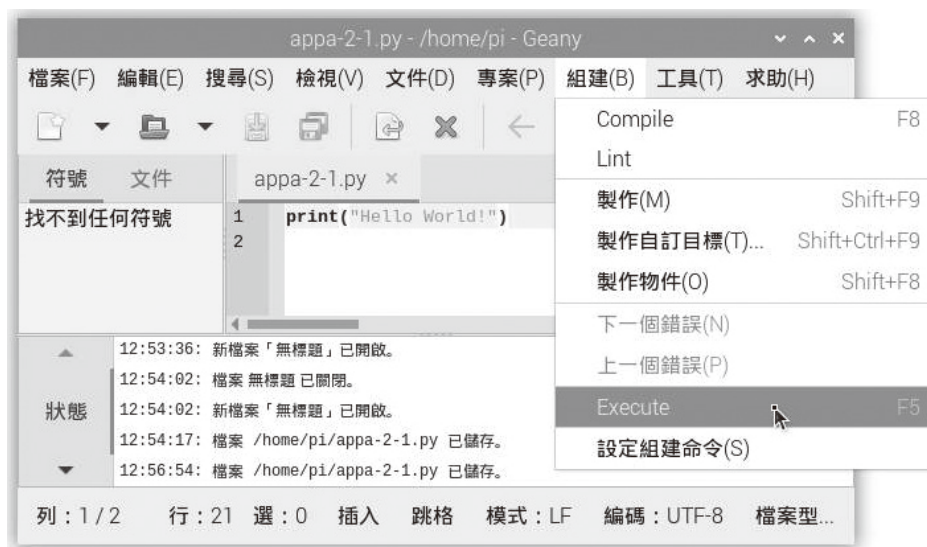 appa-2-1.py - /home/pi - Geany
檔案(F) 編輯(E) 搜尋(S) 檢視(V) 文件(D) 專案(P) 組建(B) 工具(T) 求助(H)
Compile F8
Lint
製作(M) Shift+F9
製作自訂目標(T)... Shift+Ctrl+F9
製作物件(O) Shift+F8
下一個錯誤(N)
上一個錯誤(P)
Execute F5
設定組建命令(S)
符號 文件
找不到任何符號
appa-2-1.py ×
1 print("Hello World!")
2
狀態
12:53:36: 新檔案「無標題」已開啟。
12:54:02: 檔案 無標題 已關閉。
12:54:02: 新檔案「無標題」已開啟。
12:54:17: 檔案 /home/pi/appa-2-1.py 已儲存。
12:56:54: 檔案 /home/pi/appa-2-1.py 已儲存。
列：1 / 2 行：21 選：0 插入 跳格 模式：LF 編碼：UTF-8 檔案型...